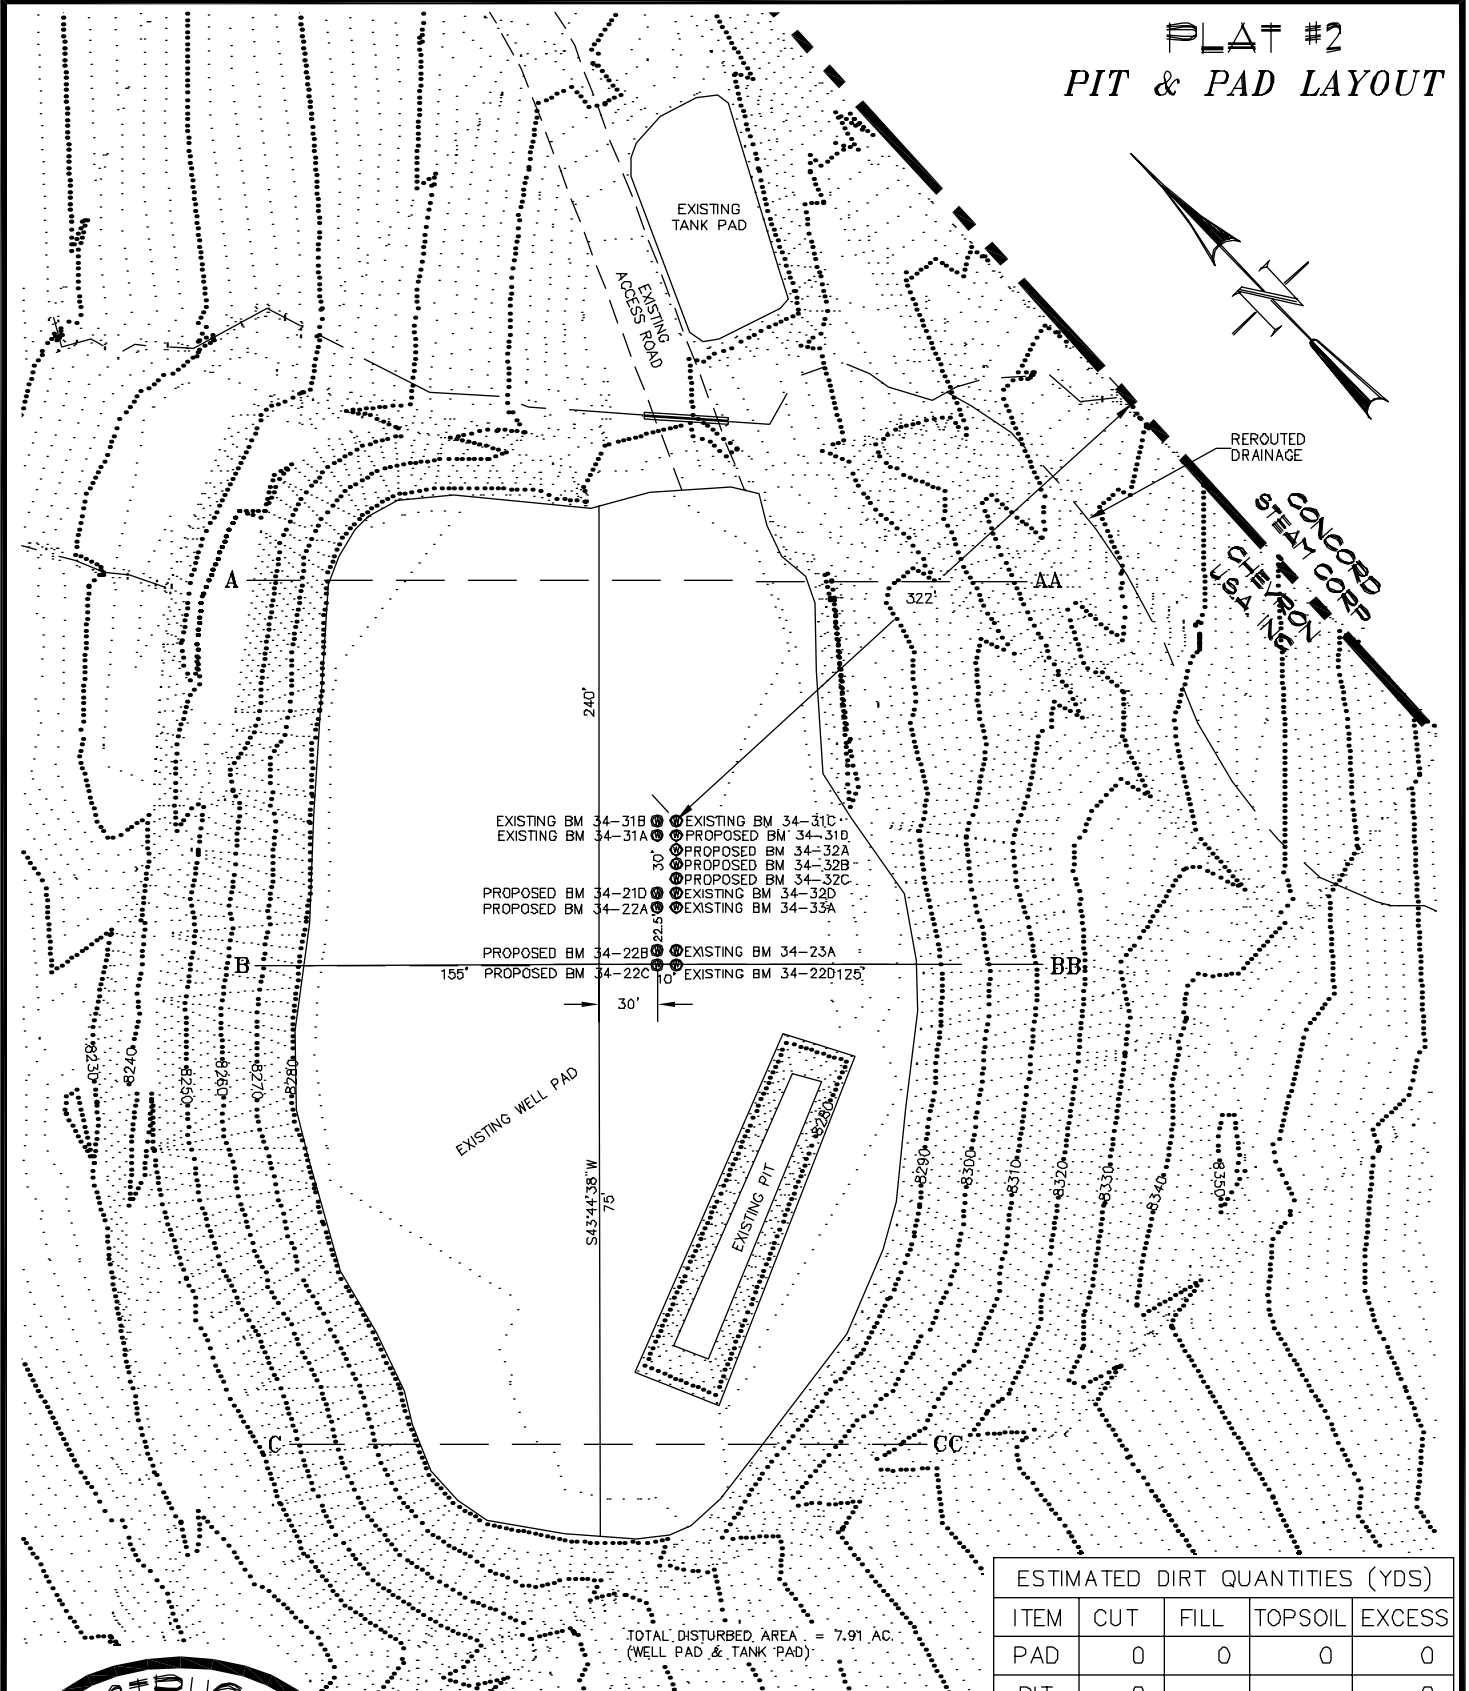 PLAT #2
PIT & PAD LAYOUT
EXISTING
TANK PAD
EXISTING
ACCESS ROAD
REROUTED
DRAINAGE
CONCORD
STEAM CORP
CHEVRON
USA INC
A
AA
322'
240'
EXISTING BM 34-31B
EXISTING BM 34-31C
EXISTING BM 34-31A
PROPOSED BM 34-31D
30'
PROPOSED BM 34-32A
PROPOSED BM 34-32B
PROPOSED BM 34-32C
PROPOSED BM 34-21D
EXISTING BM 34-32D
PROPOSED BM 34-22A
EXISTING BM 34-33A
22.5'
PROPOSED BM 34-22B
EXISTING BM 34-23A
B
BB
155'
PROPOSED BM 34-22C
10'
EXISTING BM 34-22D
125'
30'
8230
8240
8250
8260
8270
8280
EXISTING WELL PAD
8280
S43°44'38"W
75'
EXISTING PIT
8290
8300
8310
8320
8330
8340
8350
C
CC
TOTAL DISTURBED AREA = 7.91 AC.
(WELL PAD & TANK PAD)
ESTIMATED DIRT QUANTITIES (YDS)
ITEM CUT FILL TOPSOIL EXCESS
PAD 0 0 0 0